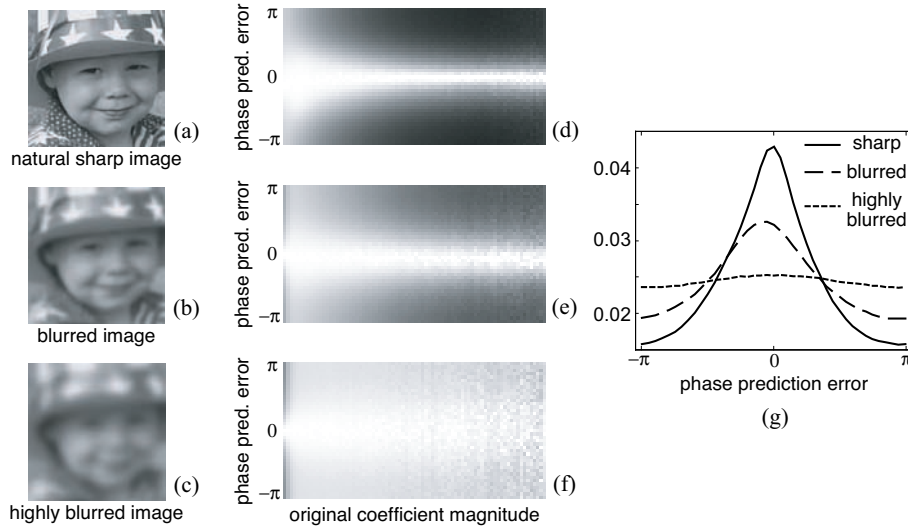 (a)
natural sharp image
(b)
blurred image
(c)
highly blurred image
π
0
−π
phase pred. error
(d)
π
0
−π
phase pred. error
(e)
π
0
−π
phase pred. error
(f)
original coefficient magnitude
0.04
0.03
0.02
sharp
blurred
highly
blurred
−π
0
π
phase prediction error
(g)